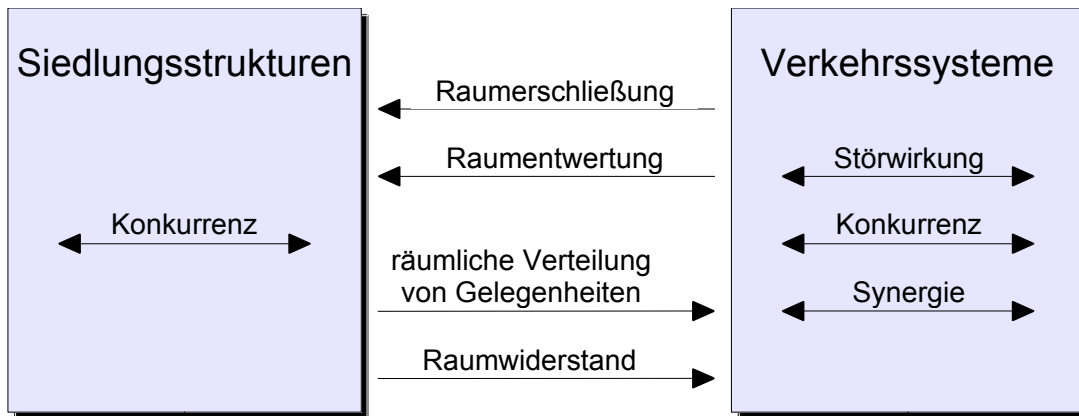 Siedlungsstrukturen
Verkehrssysteme
Raumerschließung
Raumentwertung
Störwirkung
Konkurrenz
Konkurrenz
räumliche Verteilung
von Gelegenheiten
Synergie
Raumwiderstand